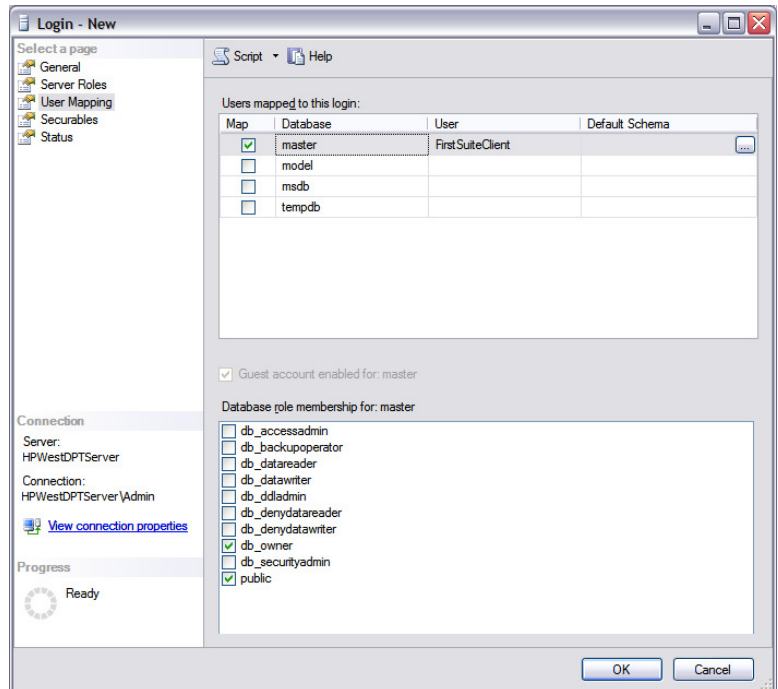 Login - New
Select a page
General
Server Roles
User Mapping
Securables
Status
Script
Help
Users mapped to this login:
Map Database User Default Schema
master FirstSuiteClient ...
model
msdb
tempdb
Guest account enabled for: master
Database role membership for: master
db_accessadmin
db_backupoperator
db_datareader
db_datawriter
db_ddladmin
db_denydatareader
db_denydatawriter
db_owner
db_securityadmin
public
Connection
Server:
HPWestDPTServer
Connection:
HPWestDPTServer\Admin
View connection properties
Progress
Ready
OK Cancel